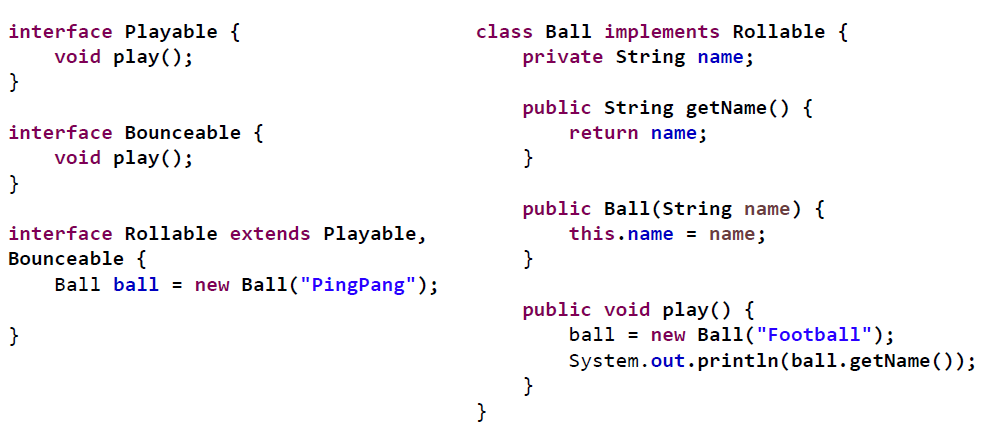 interface Playable {
    void play();
}
interface Bounceable {
    void play();
}
interface Rollable extends Playable,
Bounceable {
    Ball ball = new Ball("PingPang");
}
class Ball implements Rollable {
    private String name;
    public String getName() {
        return name;
    }
    public Ball(String name) {
        this.name = name;
    }
    public void play() {
        ball = new Ball("Football");
        System.out.println(ball.getName());
    }
}